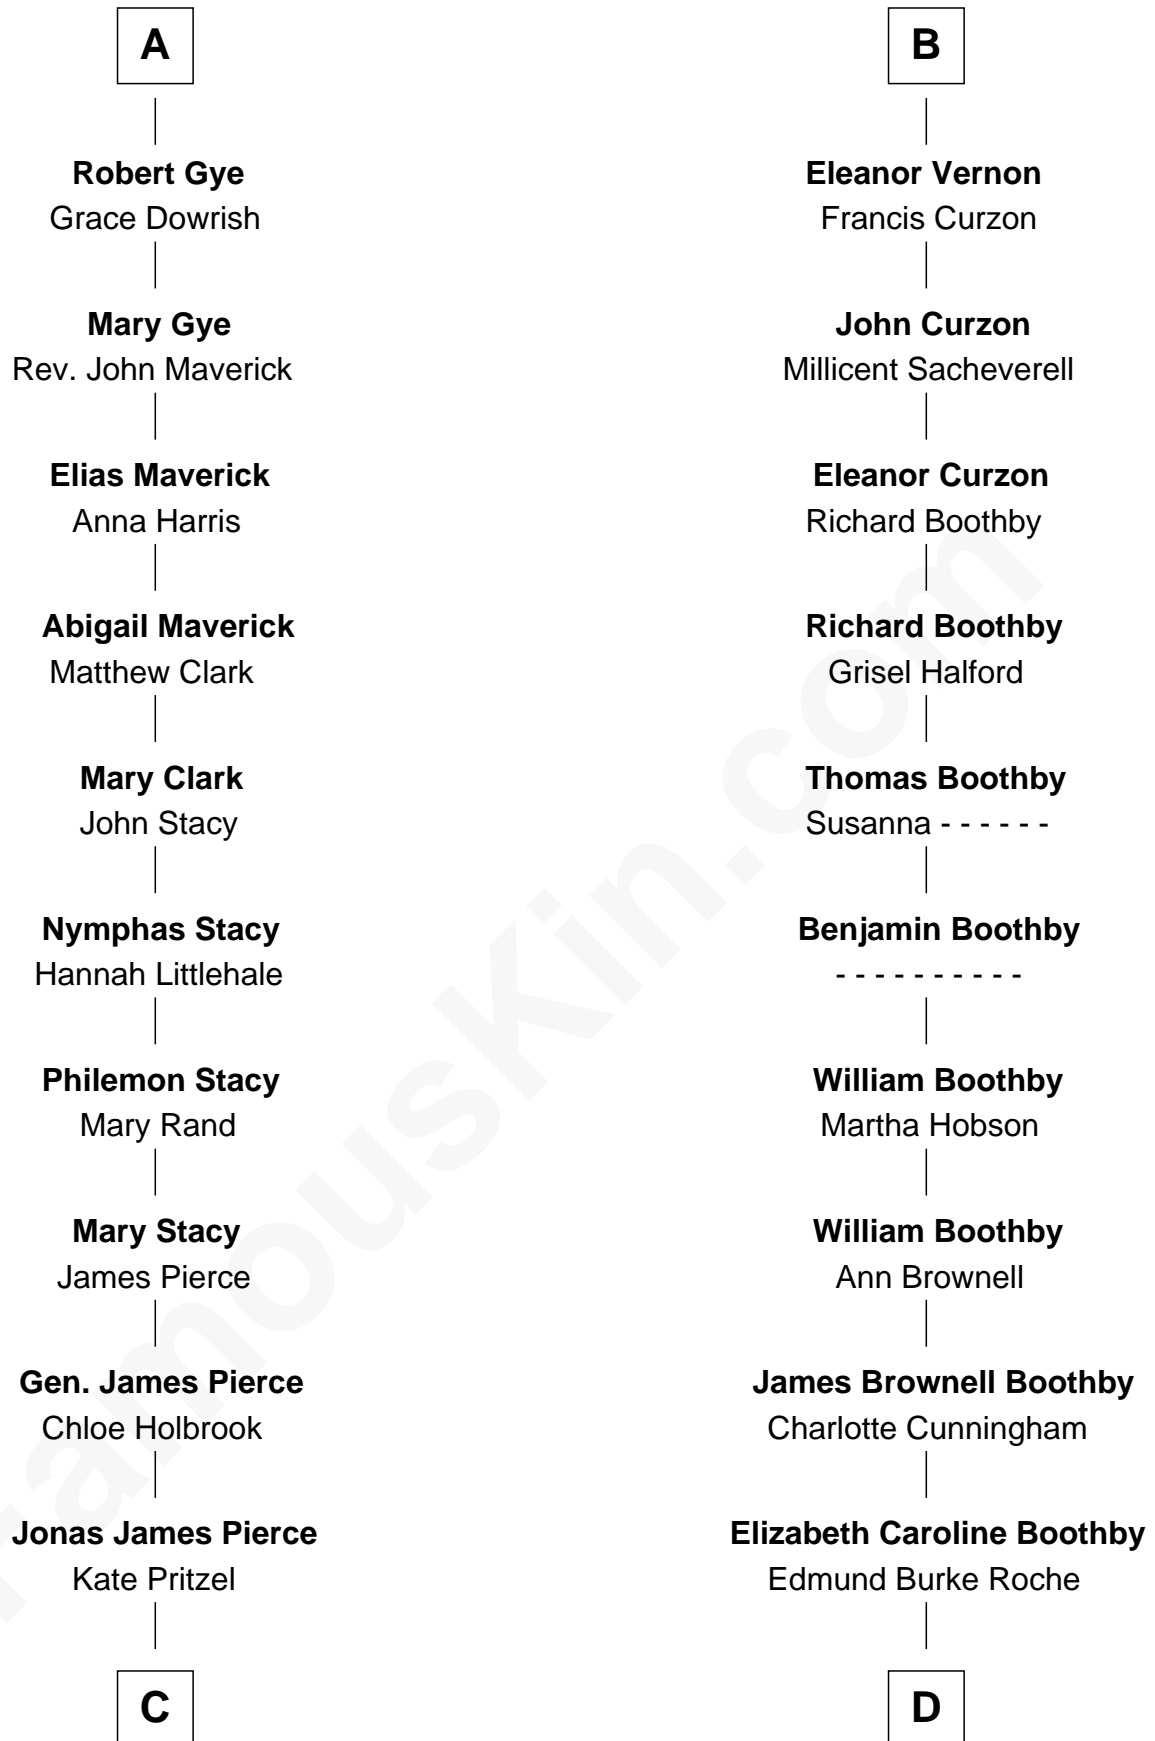 A
Robert Gye
Grace Dowrish
Mary Gye
Rev. John Maverick
Elias Maverick
Anna Harris
Abigail Maverick
Matthew Clark
Mary Clark
John Stacy
Nymphas Stacy
Hannah Littlehale
Philemon Stacy
Mary Rand
Mary Stacy
James Pierce
Gen. James Pierce
Chloe Holbrook
Jonas James Pierce
Kate Pritzel
C
B
Eleanor Vernon
Francis Curzon
John Curzon
Millicent Sacheverell
Eleanor Curzon
Richard Boothby
Richard Boothby
Grisel Halford
Thomas Boothby
Susanna - - - - - -
Benjamin Boothby
- - - - - - - - - -
William Boothby
Martha Hobson
William Boothby
Ann Brownell
James Brownell Boothby
Charlotte Cunningham
Elizabeth Caroline Boothby
Edmund Burke Roche
D
FamousKin.com